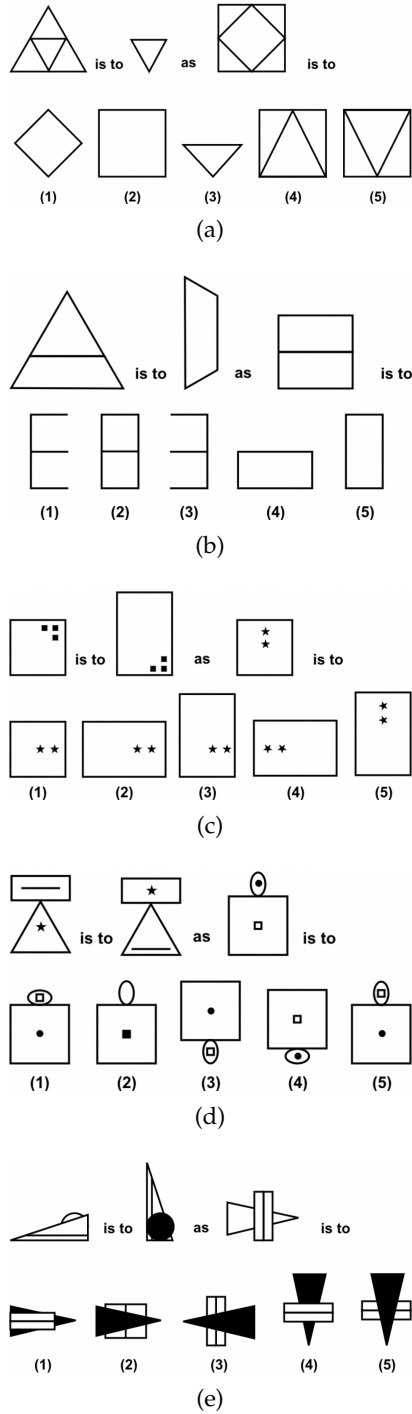 is to as is to
(1) (2) (3) (4) (5)
(a)
is to as is to
(1) (2) (3) (4) (5)
(b)
is to as is to
(1) (2) (3) (4) (5)
(c)
is to as is to
(1) (2) (3) (4) (5)
(d)
is to as is to
(1) (2) (3) (4) (5)
(e)